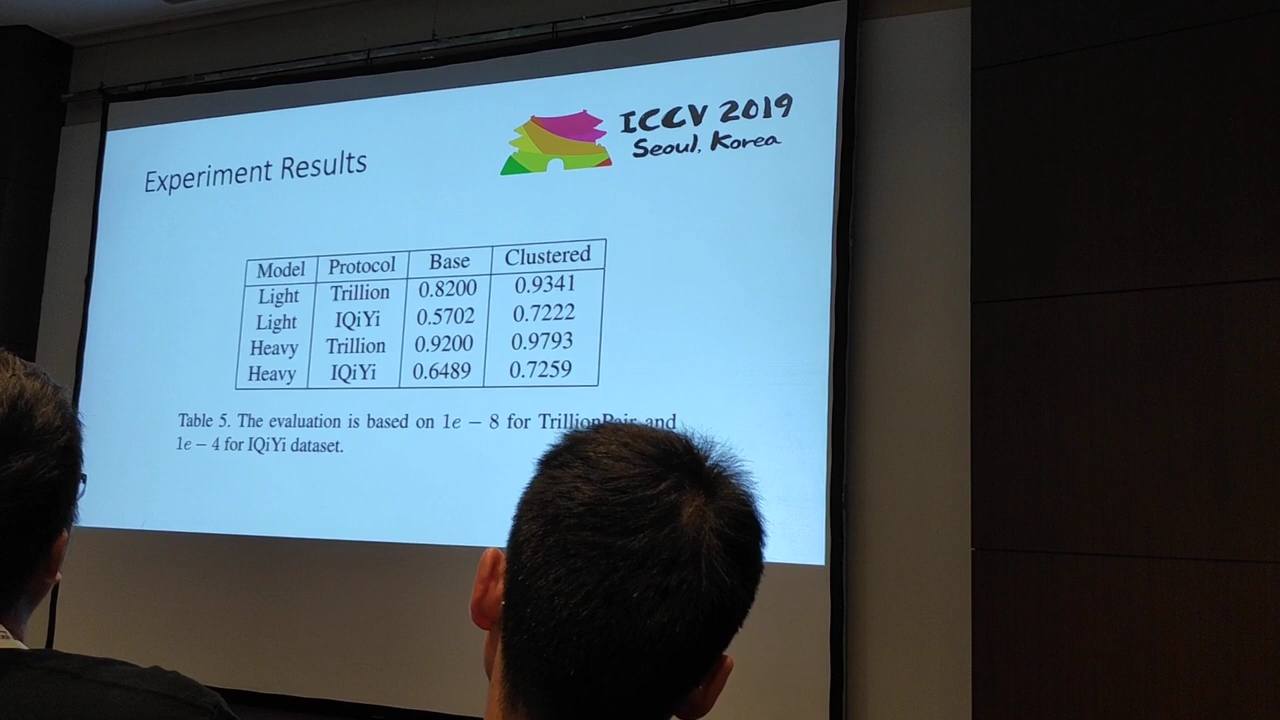 ICCV 2019
Seoul, Korea
Experiment Results
Model Protocol Base Clustered
Light Trillion 0.8200 0.9341
Light IQiYi 0.5702 0.7222
Heavy Trillion 0.9200 0.9793
Heavy IQiYi 0.6489 0.7259
Table 5. The evaluation is based on 1e − 8 for TrillionPair and
1e − 4 for IQiYi dataset.